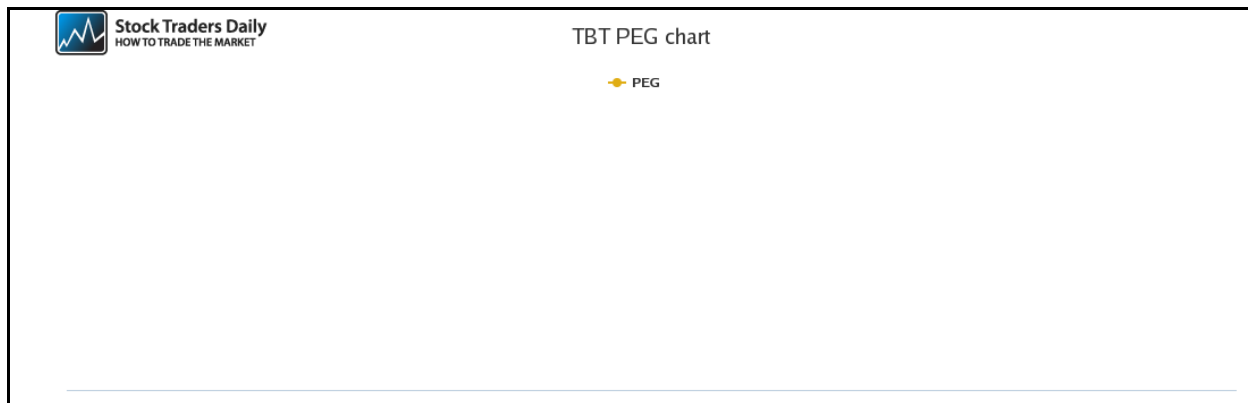 Stock Traders Daily
HOW TO TRADE THE MARKET
TBT PEG chart
PEG